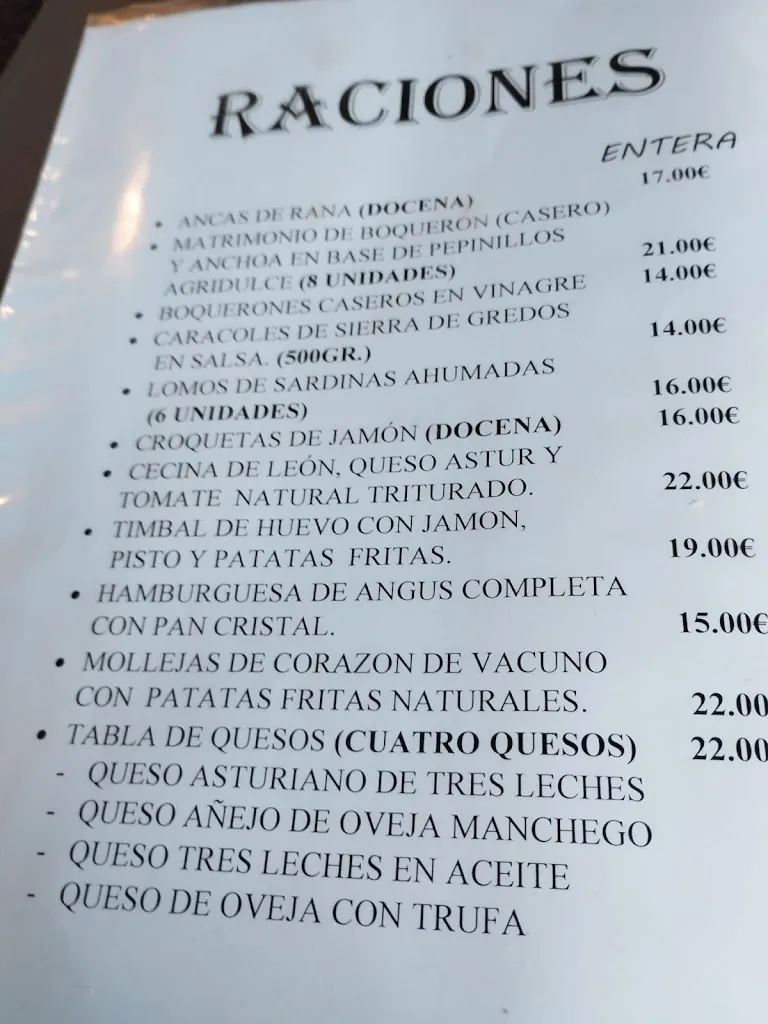 RACIONES
ENTERA
• ANCAS DE RANA (DOCENA) 17.00€
• MATRIMONIO DE BOQUERON (CASERO)
Y ANCHOA EN BASE DE PEPINILLOS
AGRIDULCE (8 UNIDADES) 21.00€
• BOQUERONES CASEROS EN VINAGRE 14.00€
• CARACOLES DE SIERRA DE GREDOS
EN SALSA. (500GR.) 14.00€
• LOMOS DE SARDINAS AHUMADAS
(6 UNIDADES) 16.00€
• CROQUETAS DE JAMÓN (DOCENA) 16.00€
• CECINA DE LEÓN, QUESO ASTUR Y
TOMATE NATURAL TRITURADO. 22.00€
• TIMBAL DE HUEVO CON JAMON,
PISTO Y PATATAS FRITAS. 19.00€
• HAMBURGUESA DE ANGUS COMPLETA
CON PAN CRISTAL. 15.00€
• MOLLEJAS DE CORAZON DE VACUNO
CON PATATAS FRITAS NATURALES. 22.00
• TABLA DE QUESOS (CUATRO QUESOS) 22.00
- QUESO ASTURIANO DE TRES LECHES
- QUESO AÑEJO DE OVEJA MANCHEGO
- QUESO TRES LECHES EN ACEITE
- QUESO DE OVEJA CON TRUFA